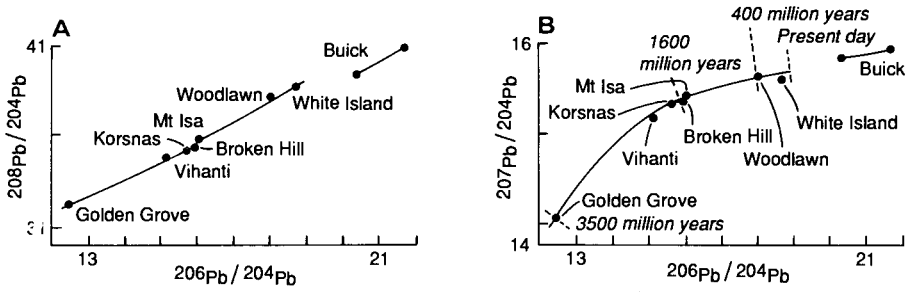 A
41
208Pb/204Pb
Buick
Woodlawn
White Island
Mt Isa
Korsnas
Broken Hill
Vihanti
Golden Grove
13
21
206Pb/204Pb
B
400 million years
Present day
16
1600
million years
207Pb/204Pb
Buick
Mt Isa
Korsnas
White Island
Broken Hill
Vihanti
Woodlawn
Golden Grove
3500 million years
14
13
21
206Pb/204Pb